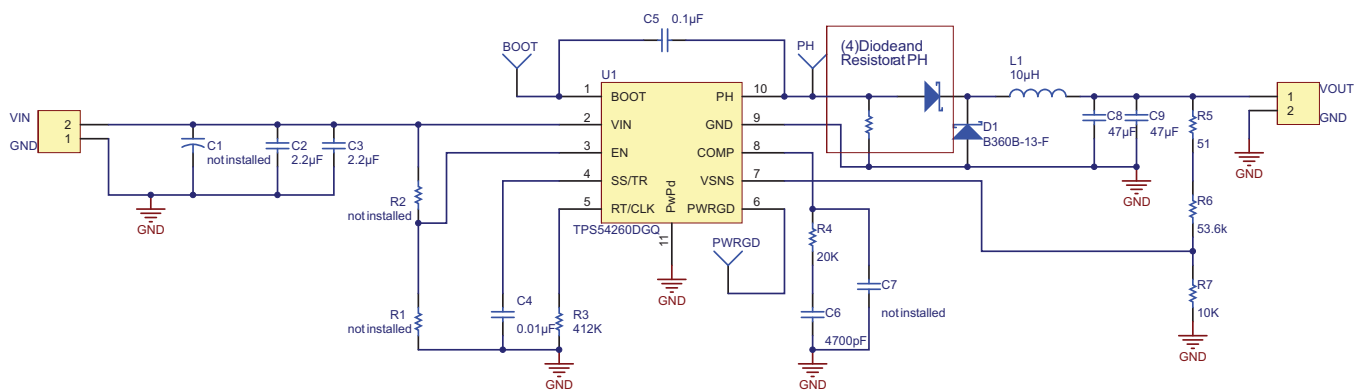 C5
0.1µF
BOOT
PH
(4)Diodeand
ResistoratPH
U1
L1
10µH
1
BOOT
PH
10
VOUT
1
2
GND
VIN
2
1
GND
2
VIN
GND
9
C1
not installed
C2
2.2µF
C3
2.2µF
3
EN
COMP
8
D1
B360B-13-F
C8
47µF
C9
47µF
R5
51
4
SS/TR
VSNS
7
5
RT/CLK
PwPd
PWRGD
6
TPS54260DGQ
11
GND
GND
GND
GND
R2
not installed
R6
53.6k
PWRGD
R4
20K
C7
not installed
R7
10K
R1
not installed
C4
0.01µF
R3
412K
C6
4700pF
GND
GND
GND